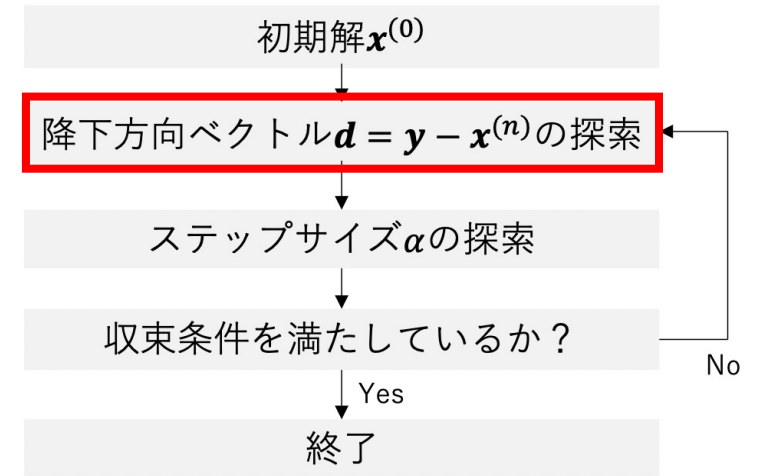 初期解𝒙⁽⁰⁾
降下方向ベクトル𝒅 = 𝒚 − 𝒙⁽ⁿ⁾の探索
ステップサイズ𝛼の探索
収束条件を満たしているか？
No
Yes
終了